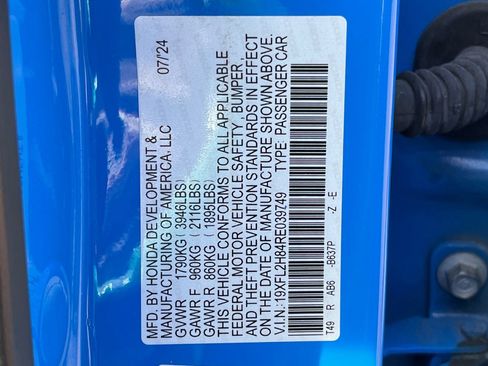 MFD. BY HONDA DEVELOPMENT &
MANUFACTURING OF AMERICA. LLC 07/'24
GVWR 1790KG ( 3946LBS)
GAWR F 960KG ( 2116LBS)
GAWR R 860KG ( 1895LBS)
THIS VEHICLE CONFORMS TO ALL APPLICABLE
FEDERAL MOTOR VEHICLE SAFETY, BUMPER,
AND THEFT PREVENTION STANDARDS IN EFFECT
ON THE DATE OF MANUFACTURE SHOWN ABOVE.
V.I.N.:19XFL2H84RE039749 TYPE: PASSENGER CAR
T49 R AB6 -B637P -Z -E